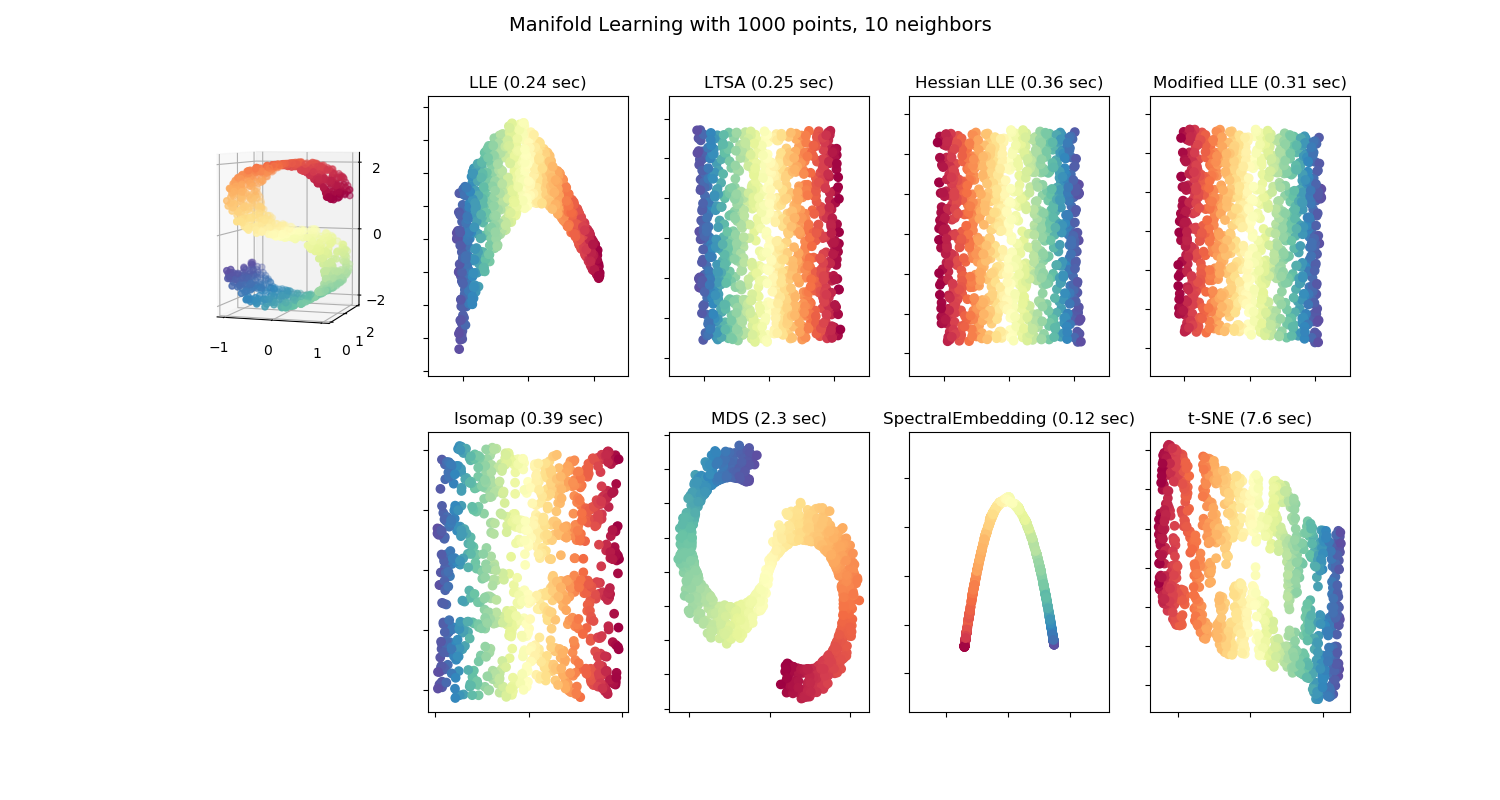 Manifold Learning with 1000 points, 10 neighbors
LLE (0.24 sec)
LTSA (0.25 sec)
Hessian LLE (0.36 sec)
Modified LLE (0.31 sec)
2
0
−2
−1
0
1
0
1
2
Isomap (0.39 sec)
MDS (2.3 sec)
SpectralEmbedding (0.12 sec)
t-SNE (7.6 sec)